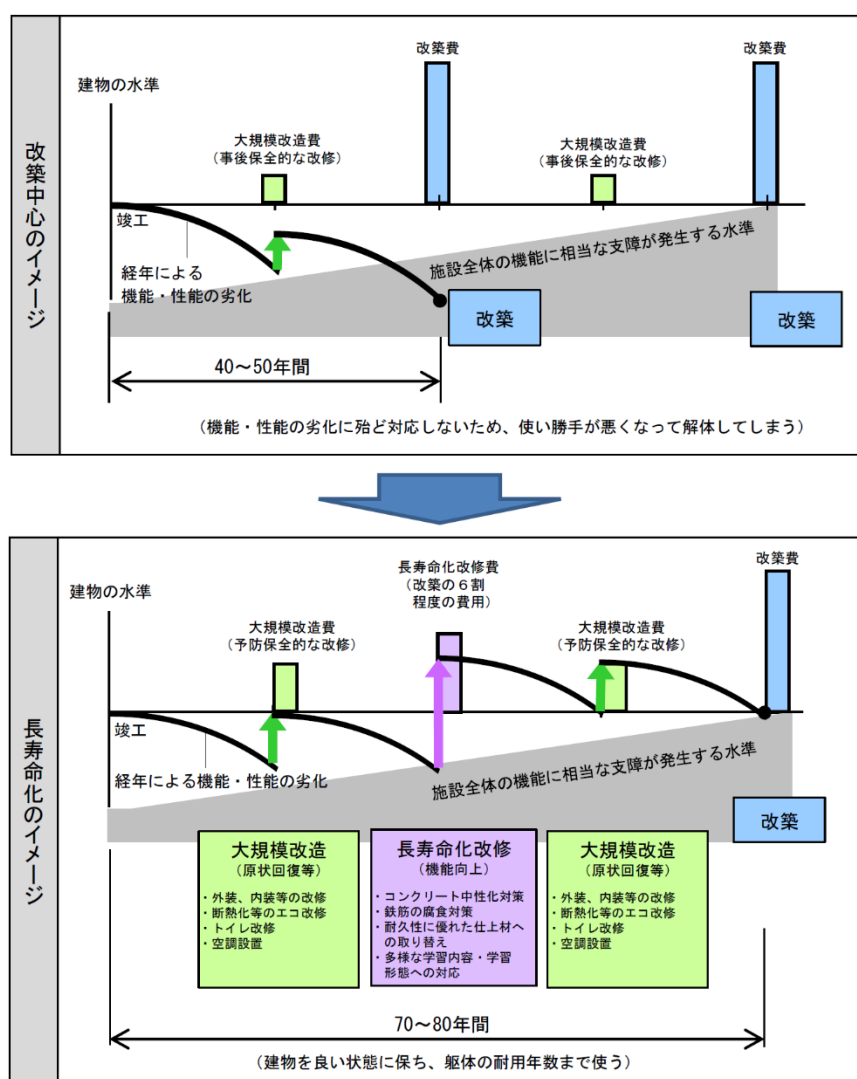 改築中心のイメージ
改築費
改築費
建物の水準
大規模改造費
（事後保全的な改修）
大規模改造費
（事後保全的な改修）
竣工
経年による
機能・性能の劣化
施設全体の機能に相当な支障が発生する水準
改築
改築
40～50年間
（機能・性能の劣化に殆ど対応しないため、使い勝手が悪くなって解体してしまう）
長寿命化のイメージ
建物の水準
長寿命化改修費
（改築の６割
程度の費用）
改築費
大規模改造費
（予防保全的な改修）
大規模改造費
（予防保全的な改修）
竣工
経年による機能・性能の劣化
施設全体の機能に相当な支障が発生する水準
改築
大規模改造
（原状回復等）
・外装、内装等の改修
・断熱化等のエコ改修
・トイレ改修
・空調設置
長寿命化改修
（機能向上）
・コンクリート中性化対策
・鉄筋の腐食対策
・耐久性に優れた仕上材へ
の取り替え
・多様な学習内容・学習
形態への対応
大規模改造
（原状回復等）
・外装、内装等の改修
・断熱化等のエコ改修
・トイレ改修
・空調設置
70～80年間
（建物を良い状態に保ち、躯体の耐用年数まで使う）